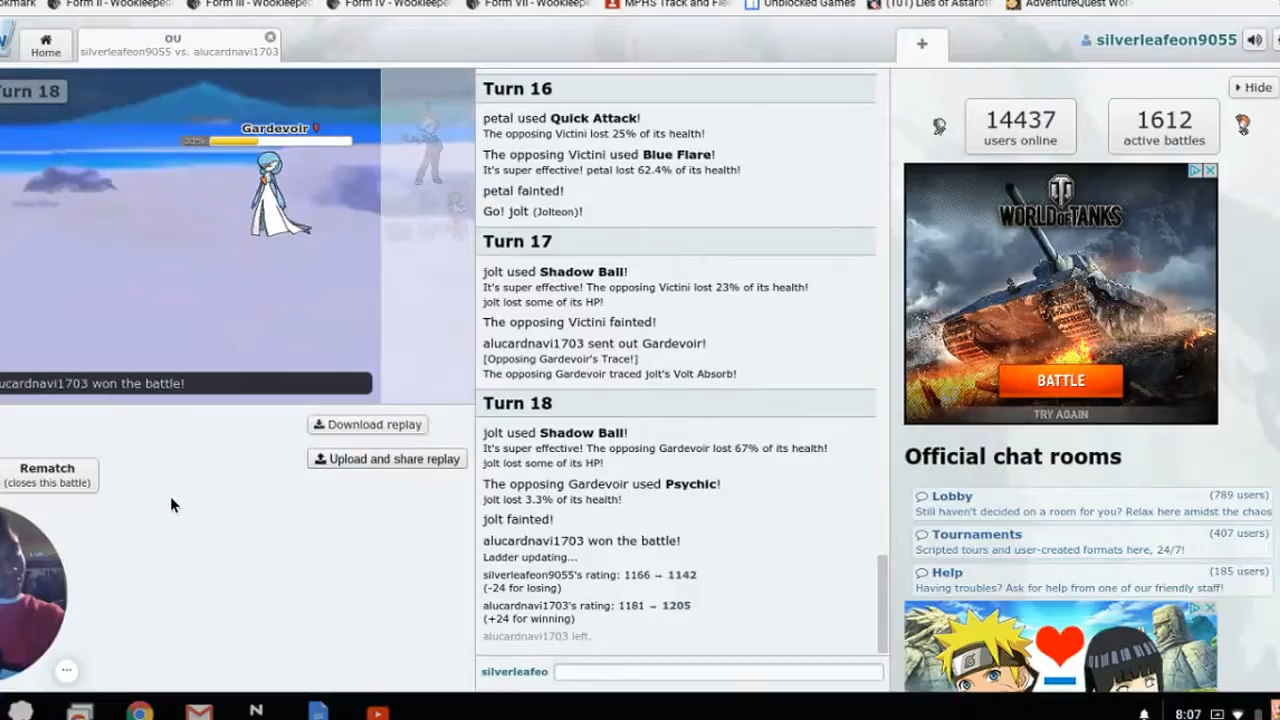 Form II - Wookieepe
Form III - Wookieepe
Form IV - Wookieepe
Form VII - Wookieepe
MPHS Track and Fie
Unblocked Games
(101) Lies of Astaroth
AdventureQuest Wor
Home
OU
silverleafeon9055 vs. alucardnavi1703
+
silverleafeon9055
Turn 18
Gardevoir
33%
ucardnavi1703 won the battle!
Download replay
Upload and share replay
Rematch
(closes this battle)
Turn 16
petal used Quick Attack!
The opposing Victini lost 25% of its health!
The opposing Victini used Blue Flare!
It's super effective! petal lost 62.4% of its health!
petal fainted!
Go! jolt (Jolteon)!
Turn 17
jolt used Shadow Ball!
It's super effective! The opposing Victini lost 23% of its health!
jolt lost some of its HP!
The opposing Victini fainted!
alucardnavi1703 sent out Gardevoir!
[Opposing Gardevoir's Trace!]
The opposing Gardevoir traced jolt's Volt Absorb!
Turn 18
jolt used Shadow Ball!
It's super effective! The opposing Gardevoir lost 67% of its health!
jolt lost some of its HP!
The opposing Gardevoir used Psychic!
jolt lost 3.3% of its health!
jolt fainted!
alucardnavi1703 won the battle!
Ladder updating...
silverleafeon9055's rating: 1166 → 1142
(-24 for losing)
alucardnavi1703's rating: 1181 → 1205
(+24 for winning)
alucardnavi1703 left.
silverleafeo
Hide
14437
users online
1612
active battles
WORLD OF TANKS
BATTLE
TRY AGAIN
Official chat rooms
Lobby (789 users)
Still haven't decided on a room for you? Relax here amidst the chaos
Tournaments (407 users)
Scripted tours and user-created formats here, 24/7!
Help (185 users)
Having troubles? Ask for help from one of our friendly staff!
8:07